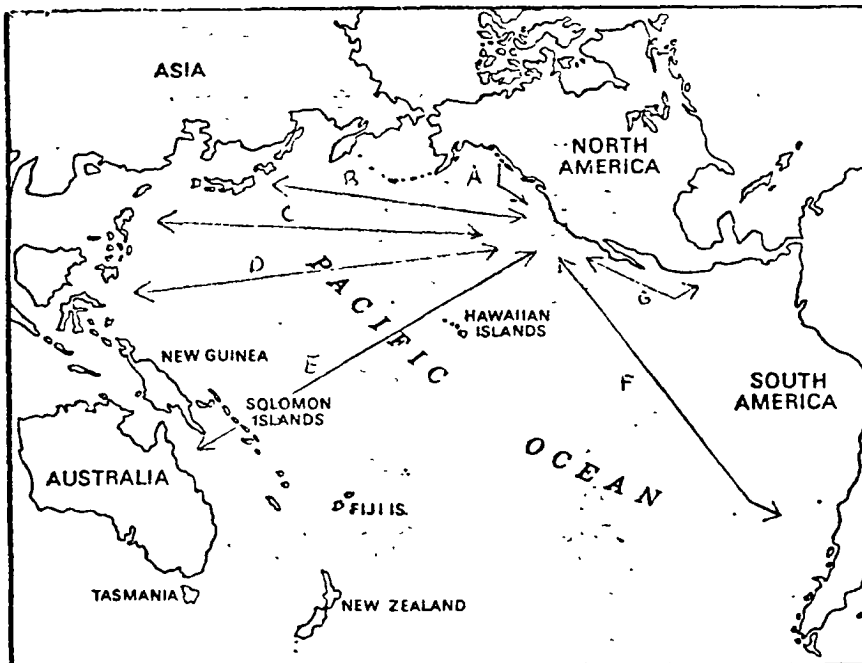 ASIA
NORTH
AMERICA
A
B
C
D
PACIFIC
G
HAWAIIAN
ISLANDS
NEW GUINEA
E
F
SOLOMON
ISLANDS
SOUTH
AMERICA
OCEAN
AUSTRALIA
FIJI IS.
TASMANIA
NEW ZEALAND